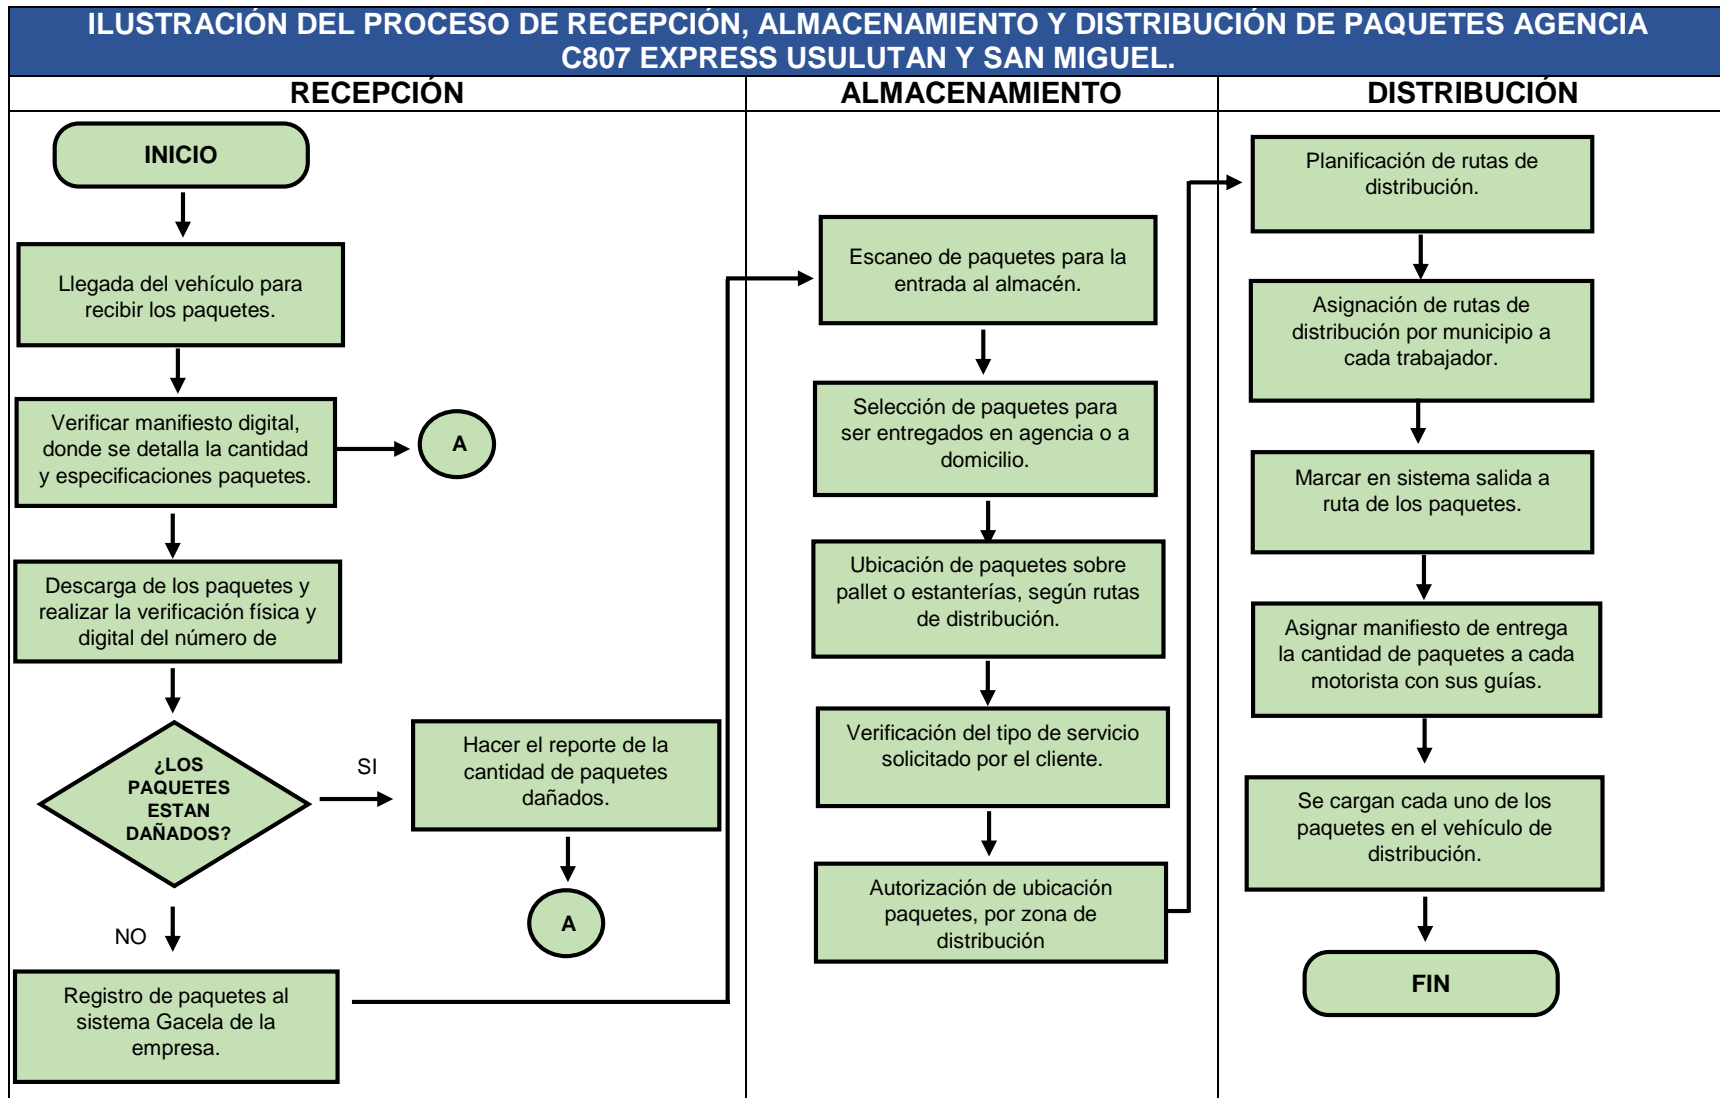 ILUSTRACIÓN DEL PROCESO DE RECEPCIÓN, ALMACENAMIENTO Y DISTRIBUCIÓN DE PAQUETES AGENCIA
C807 EXPRESS USULUTAN Y SAN MIGUEL.
RECEPCIÓN
INICIO
Llegada del vehículo para
recibir los paquetes.
Verificar manifiesto digital,
donde se detalla la cantidad
y especificaciones paquetes.
A
Descarga de los paquetes y
realizar la verificación física y
digital del número de
¿LOS
PAQUETES
ESTAN
DAÑADOS?
SI
Hacer el reporte de la
cantidad de paquetes
dañados.
A
NO
Registro de paquetes al
sistema Gacela de la
empresa.
ALMACENAMIENTO
Escaneo de paquetes para la
entrada al almacén.
Selección de paquetes para
ser entregados en agencia o a
domicilio.
Ubicación de paquetes sobre
pallet o estanterías, según rutas
de distribución.
Verificación del tipo de servicio
solicitado por el cliente.
Autorización de ubicación
paquetes, por zona de
distribución
DISTRIBUCIÓN
Planificación de rutas de
distribución.
Asignación de rutas de
distribución por municipio a
cada trabajador.
Marcar en sistema salida a
ruta de los paquetes.
Asignar manifiesto de entrega
la cantidad de paquetes a cada
motorista con sus guías.
Se cargan cada uno de los
paquetes en el vehículo de
distribución.
FIN